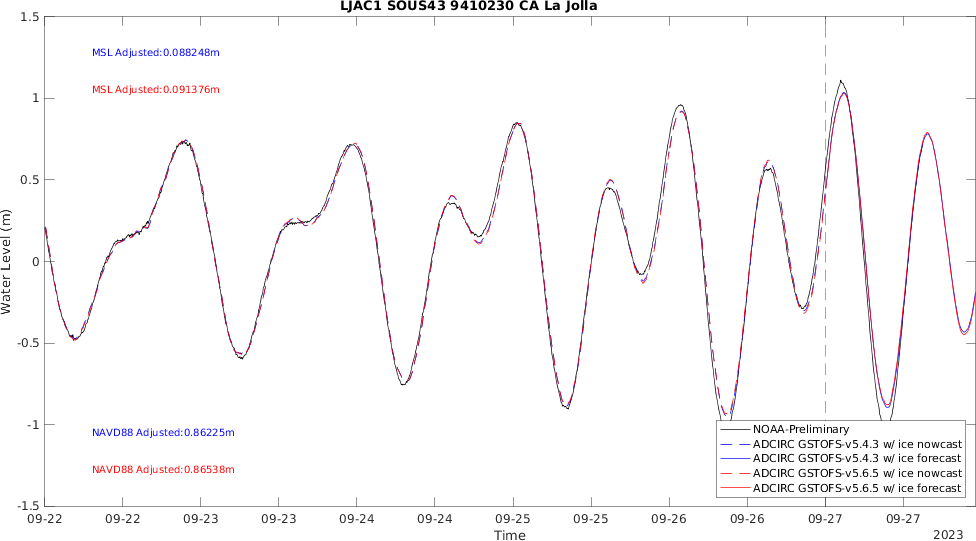 LJAC1 SOUS43 9410230 CA La Jolla
1.5
1
0.5
0
-0.5
-1
-1.5
Water Level (m)
MSL Adjusted:0.088248m
MSL Adjusted:0.091376m
NAVD88 Adjusted:0.86225m
NAVD88 Adjusted:0.86538m
NOAA-Preliminary
ADCIRC GSTOFS-v5.4.3 w/ ice nowcast
ADCIRC GSTOFS-v5.4.3 w/ ice forecast
ADCIRC GSTOFS-v5.6.5 w/ ice nowcast
ADCIRC GSTOFS-v5.6.5 w/ ice forecast
09-22 09-22 09-23 09-23 09-24 09-24 09-25 09-25 09-26 09-26 09-27 09-27
Time
2023